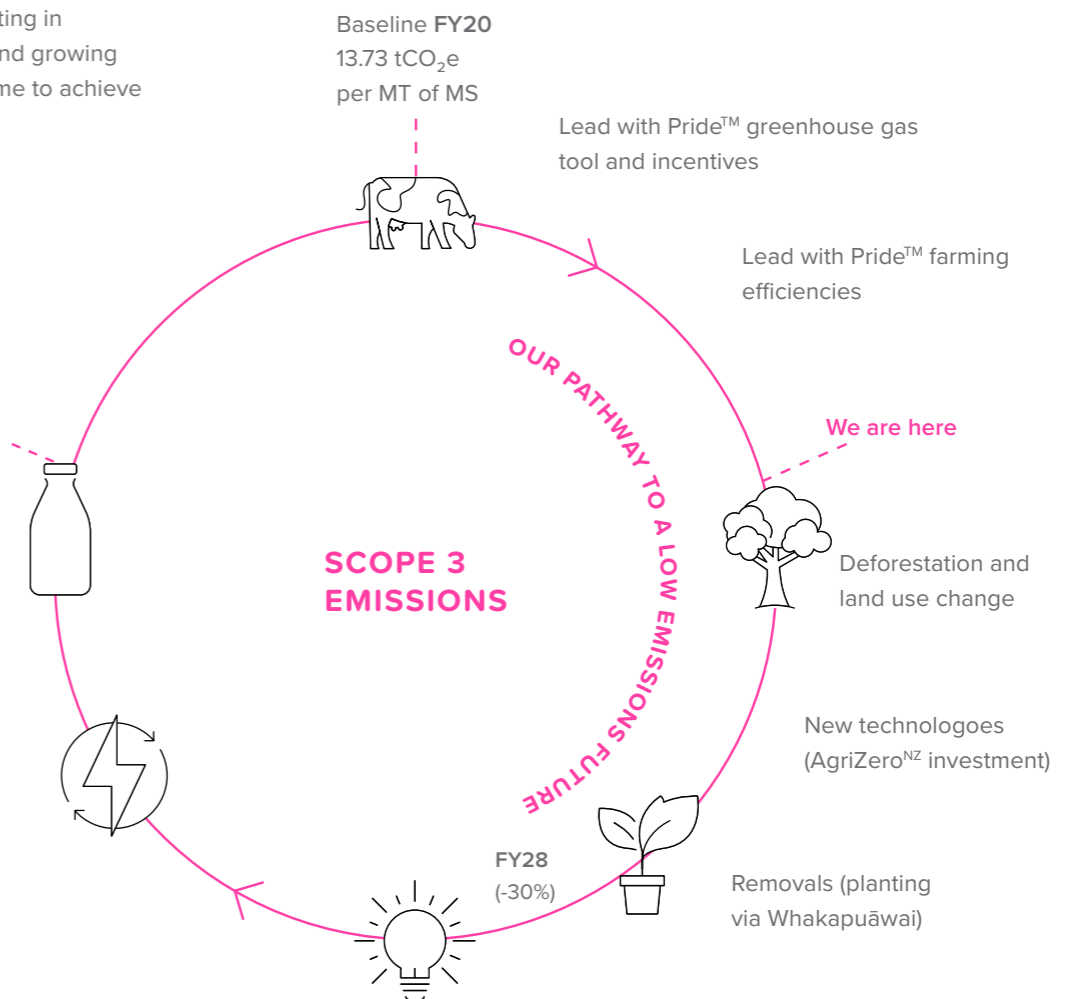 ting in
nd growing
me to achieve
Baseline FY20
13.73 tCO₂e
per MT of MS
Lead with Pride™ greenhouse gas
tool and incentives
Lead with Pride™ farming
efficiencies
We are here
OUR PATHWAY TO A LOW EMISSIONS FUTURE
SCOPE 3
EMISSIONS
Deforestation and
land use change
New technologoes
(AgriZeroᴺᶻ investment)
FY28
(-30%)
Removals (planting
via Whakapuāwai)